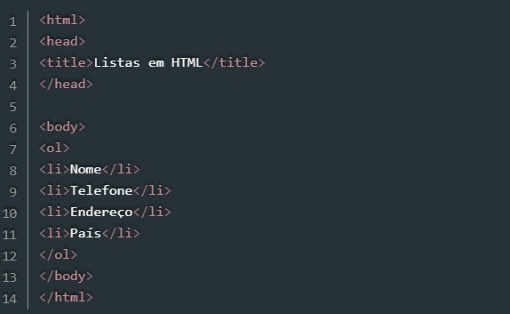 1 <html>
2 <head>
3 <title>Listas em HTML</title>
4 </head>
5
6 <body>
7 <ol>
8 <li>Nome</li>
9 <li>Telefone</li>
10 <li>Endereço</li>
11 <li>País</li>
12 </ol>
13 </body>
14 </html>